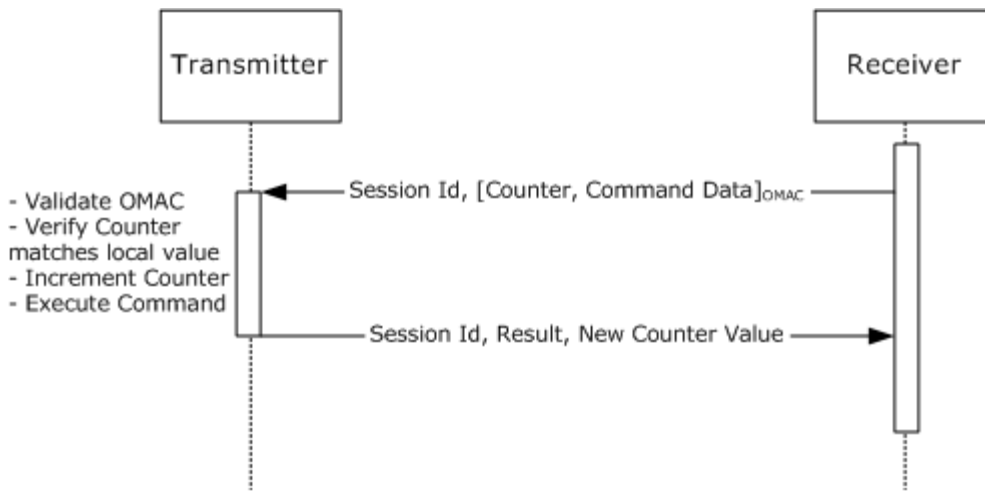 Transmitter
Receiver
Session Id, [Counter, Command Data]OMAC
- Validate OMAC
- Verify Counter
matches local value
- Increment Counter
- Execute Command
Session Id, Result, New Counter Value